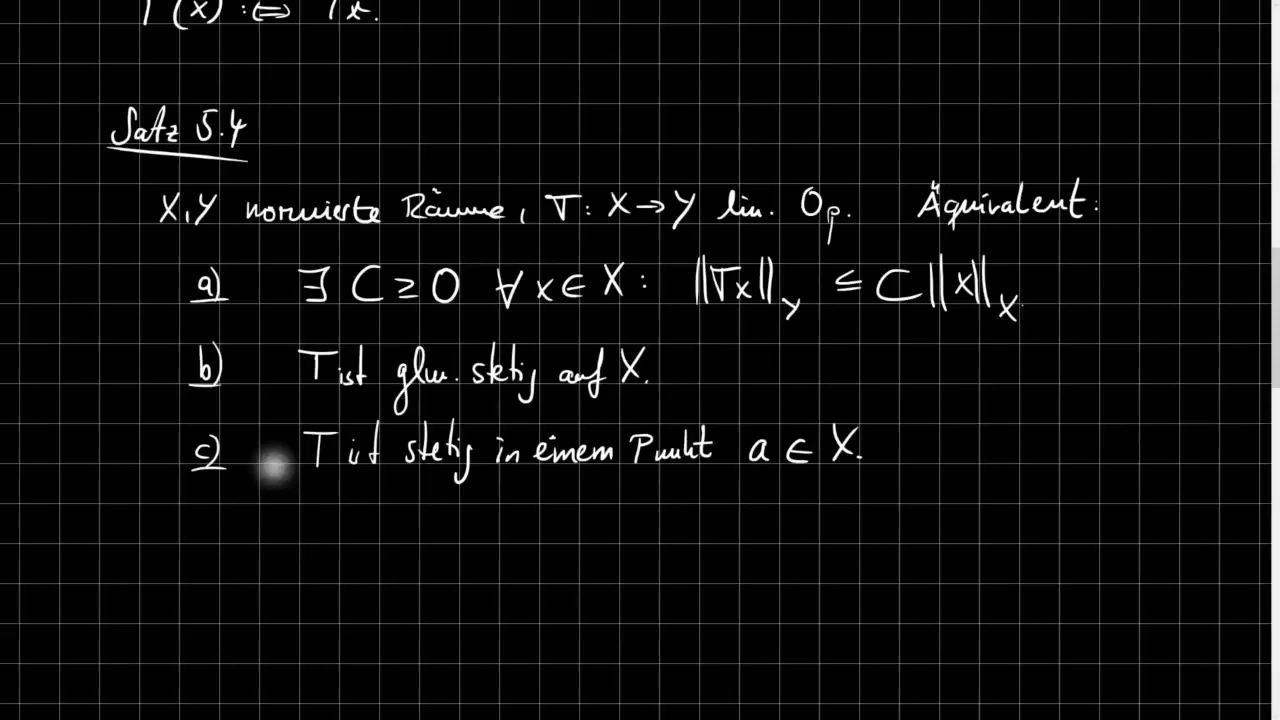 (x) :⇔ Tx.
Satz 5.4
X, Y normierte Räume, T: X → Y lin. Op. Äquivalent:
a) ∃ C ≥ 0 ∀ x ∈ X: ||Tx||_Y ≤ C ||x||_X.
b) T ist glm. stetig auf X.
c) T ist stetig in einem Punkt a ∈ X.